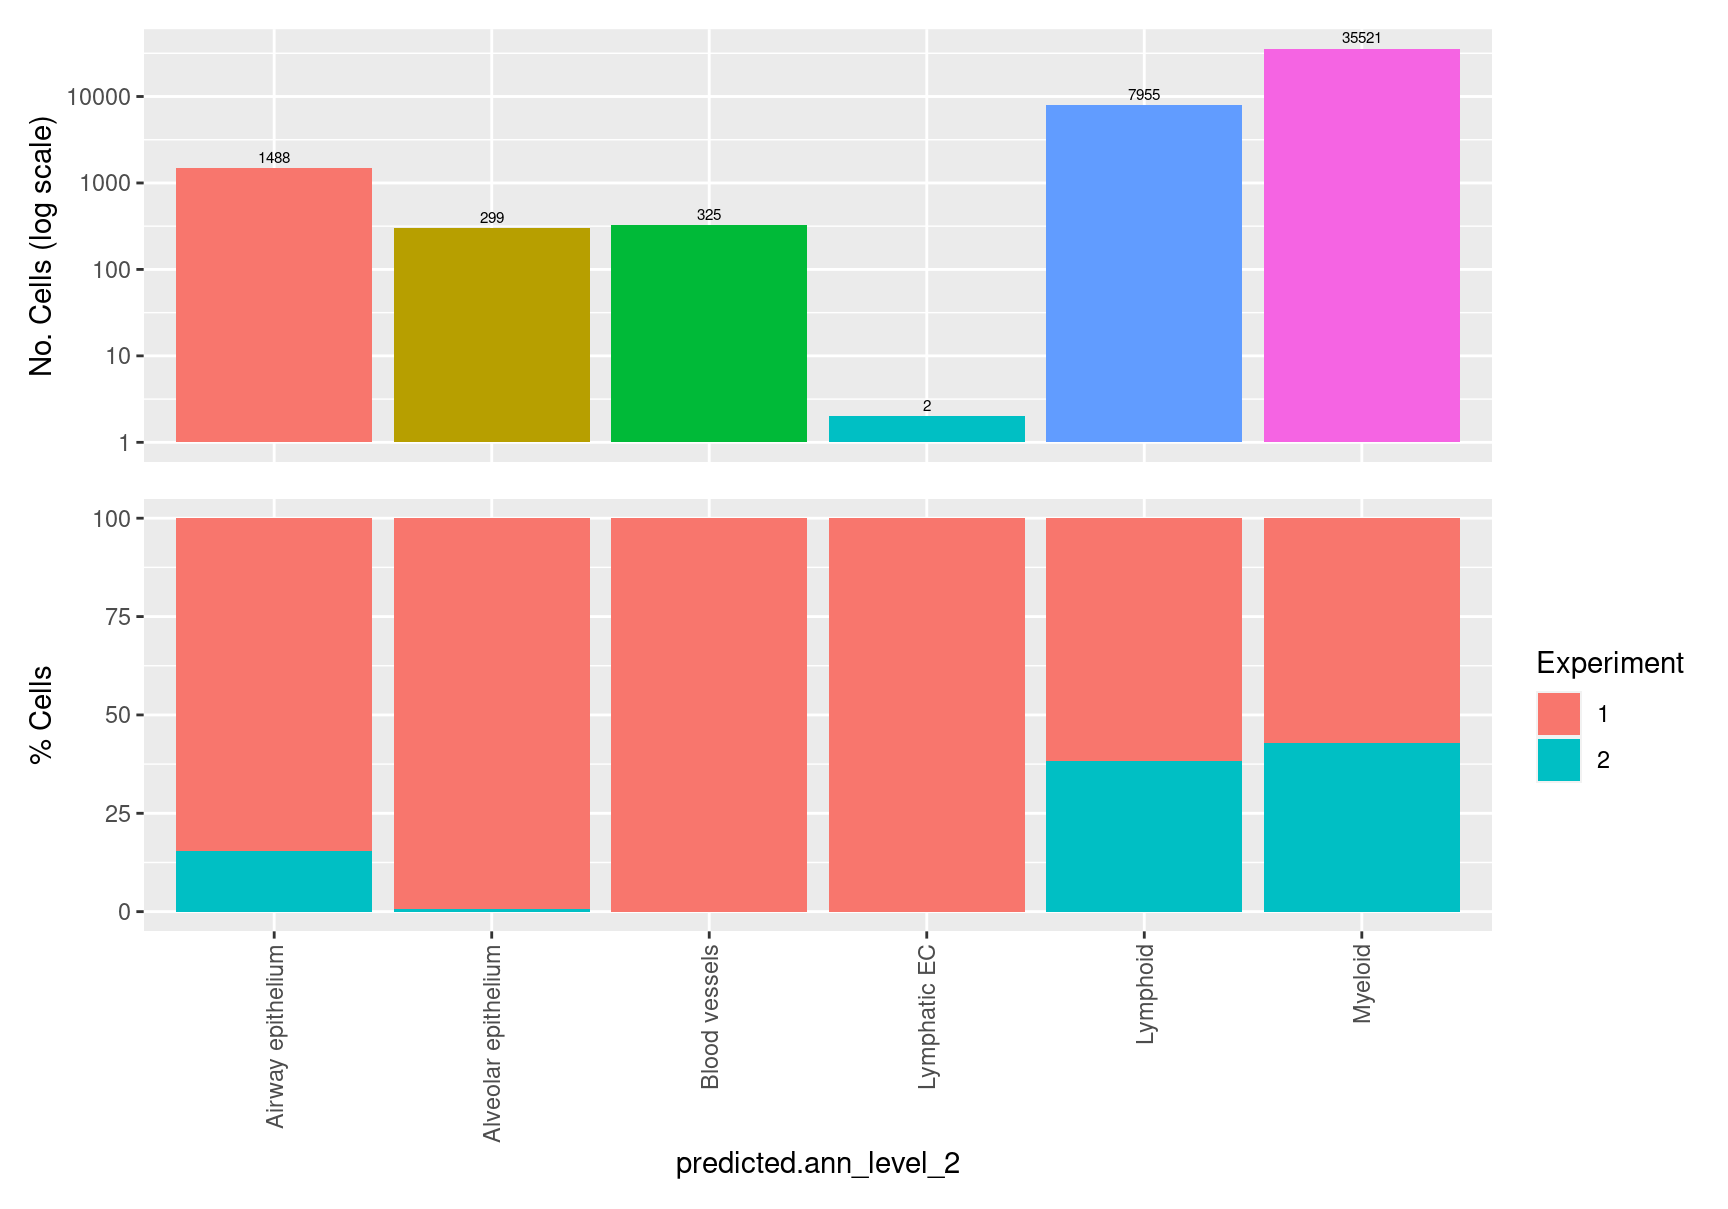 No. Cells (log scale)
10000
1000
100
10
1
1488
299
325
2
7955
35521
% Cells
100
75
50
25
0
Airway epithelium
Alveolar epithelium
Blood vessels
Lymphatic EC
Lymphoid
Myeloid
predicted.ann_level_2
Experiment
1
2